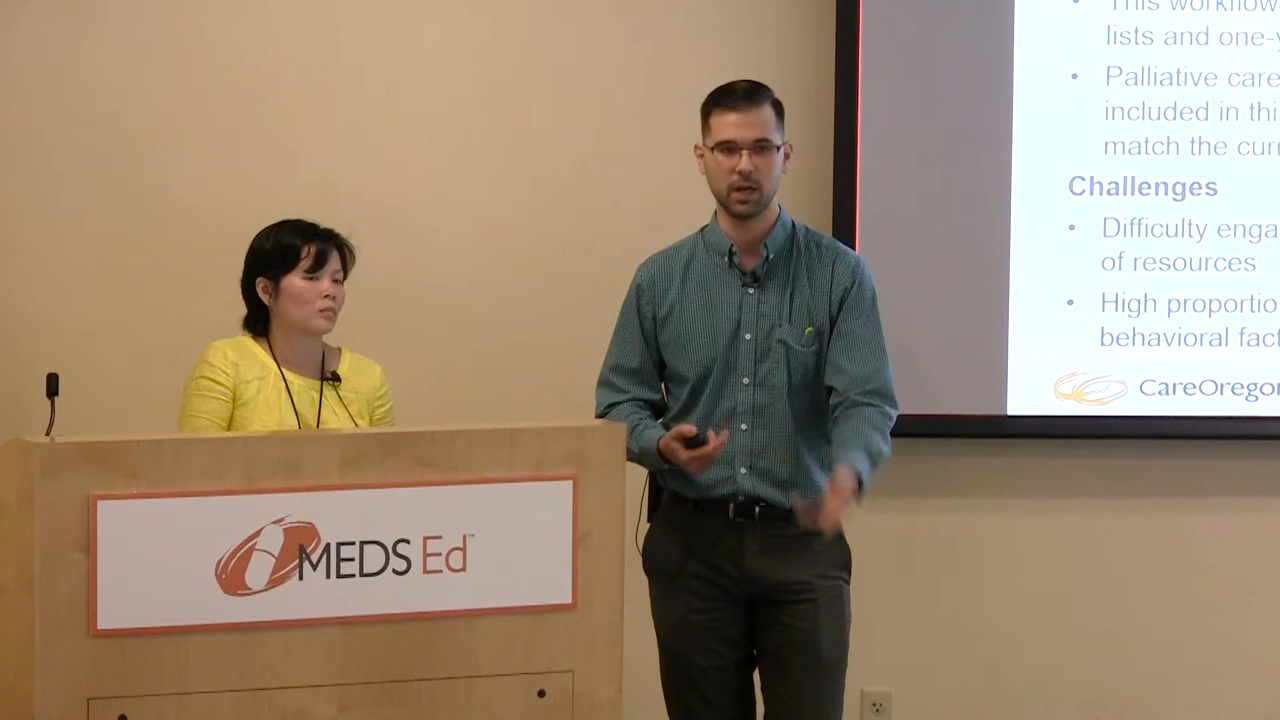 This workflow
lists and one-y
Palliative care
included in thi
match the curr
Challenges
Difficulty enga
of resources
High proportio
behavioral fact
CareOregon
MEDS Ed™